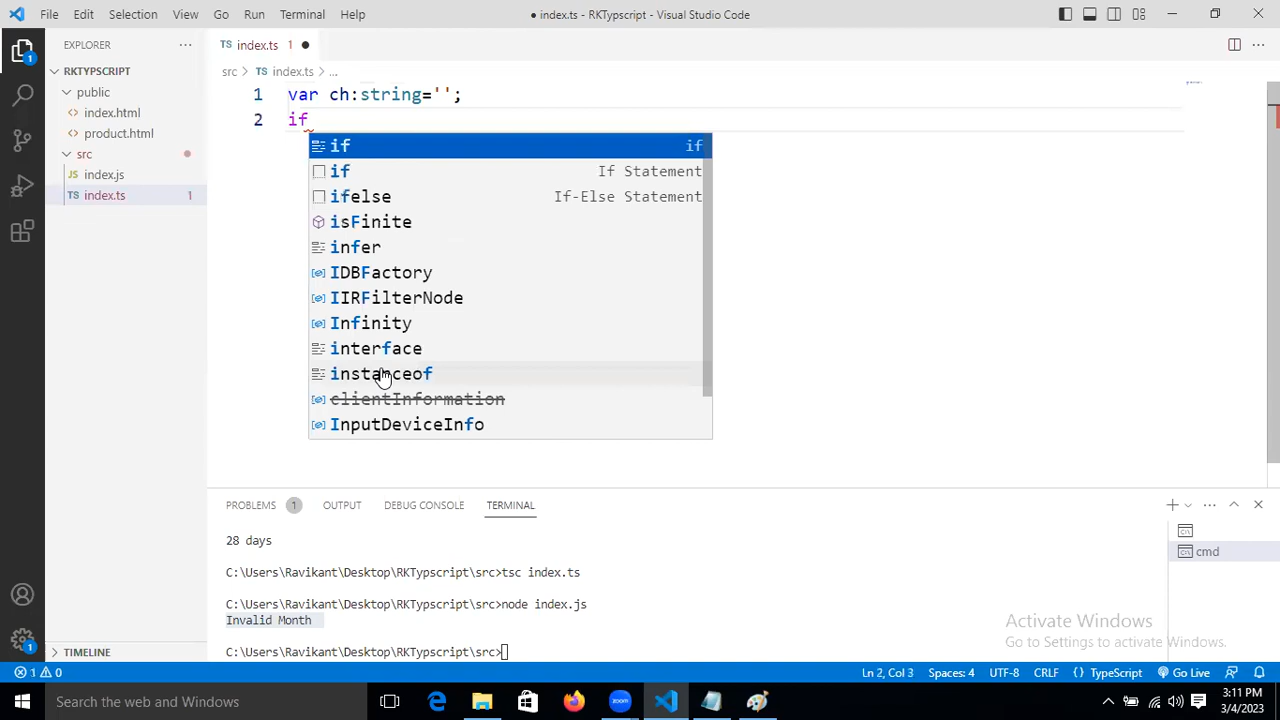 File Edit Selection View Go Run Terminal Help
● index.ts - RKTypscript - Visual Studio Code
EXPLORER
RKTYPSCRIPT
public
index.html
product.html
src
index.js
index.ts 1
TIMELINE
TS index.ts 1
src > TS index.ts > ...
1 var ch:string='';
2 if
if if
if If Statement
ifelse If-Else Statement
isFinite
infer
IDBFactory
IIRFilterNode
Infinity
interface
instanceof
clientInformation
InputDeviceInfo
PROBLEMS 1 OUTPUT DEBUG CONSOLE TERMINAL
28 days
C:\Users\Ravikant\Desktop\RKTypscript\src>tsc index.ts
C:\Users\Ravikant\Desktop\RKTypscript\src>node index.js
Invalid Month
C:\Users\Ravikant\Desktop\RKTypscript\src>
cmd
Activate Windows
Go to Settings to activate Windows.
1 0 Ln 2, Col 3 Spaces: 4 UTF-8 CRLF {} TypeScript Go Live
Search the web and Windows
zoom
3:11 PM
3/4/2023